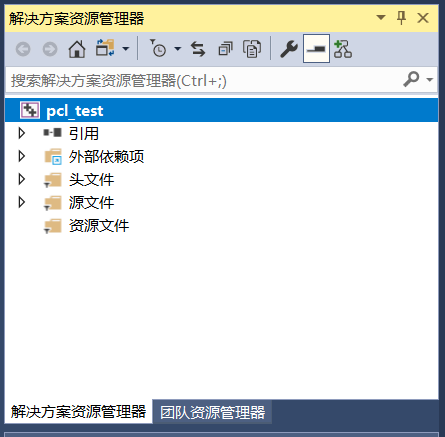 解决方案资源管理器
搜索解决方案资源管理器(Ctrl+;)
pcl_test
引用
外部依赖项
头文件
源文件
资源文件
解决方案资源管理器 团队资源管理器